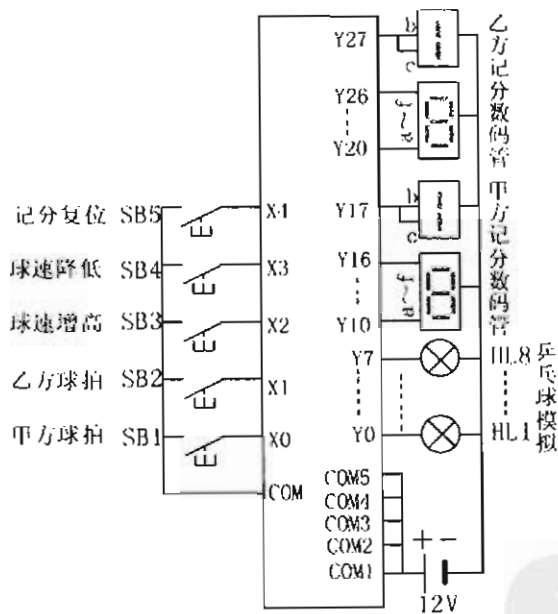 Y27
b
c
乙方记分数码管
Y26
a~f
Y20
记分复位 SB5
X4
Y17
b
c
甲方记分数码管
球速降低 SB4
X3
Y16
a~f
球速增高 SB3
X2
Y10
乙方球拍 SB2
X1
Y7
HL8
乒乓球模拟
甲方球拍 SB1
X0
Y0
HL1
COM
COM5
COM4
COM3
COM2
COM1
+ -
12V